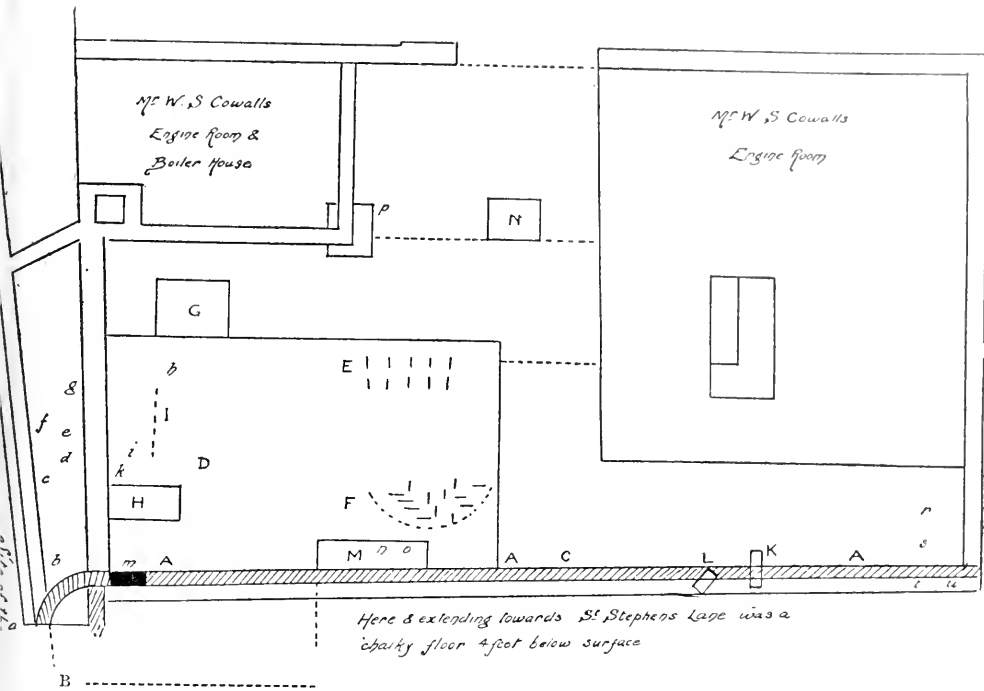 Mr W. S Cowalls
Engine Room &
Boiler House
Mr W. S Cowalls
Engine Room
P
N
G
E
h
g
I
f
e
d
i
D
k
c
H
F
r
s
b
m
A
M
n
o
A
C
L
K
A
t
u
a
Here & extending towards St Stephens Lane was a
chalky floor 4 feet below surface
B